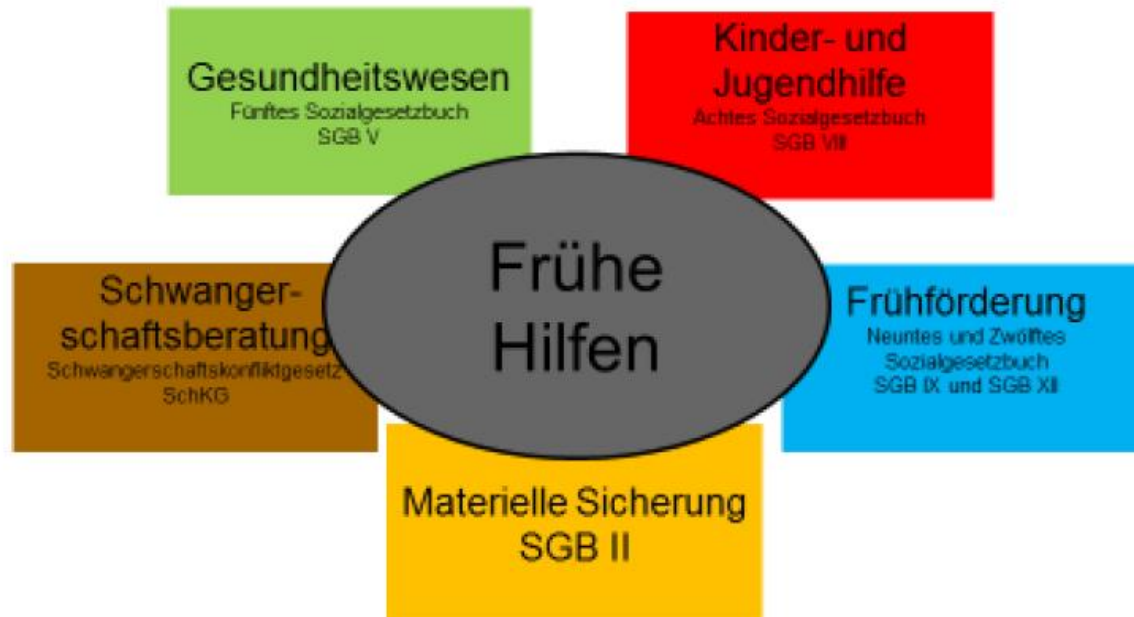 Gesundheitswesen
Fünftes Sozialgesetzbuch
SGB V
Kinder- und
Jugendhilfe
Achtes Sozialgesetzbuch
SGB VIII
Frühe
Hilfen
Schwanger-
schaftsberatung
Schwangerschaftskonfliktgesetz
SchKG
Frühförderung
Neuntes und Zwölftes
Sozialgesetzbuch
SGB IX und SGB XII
Materielle Sicherung
SGB II